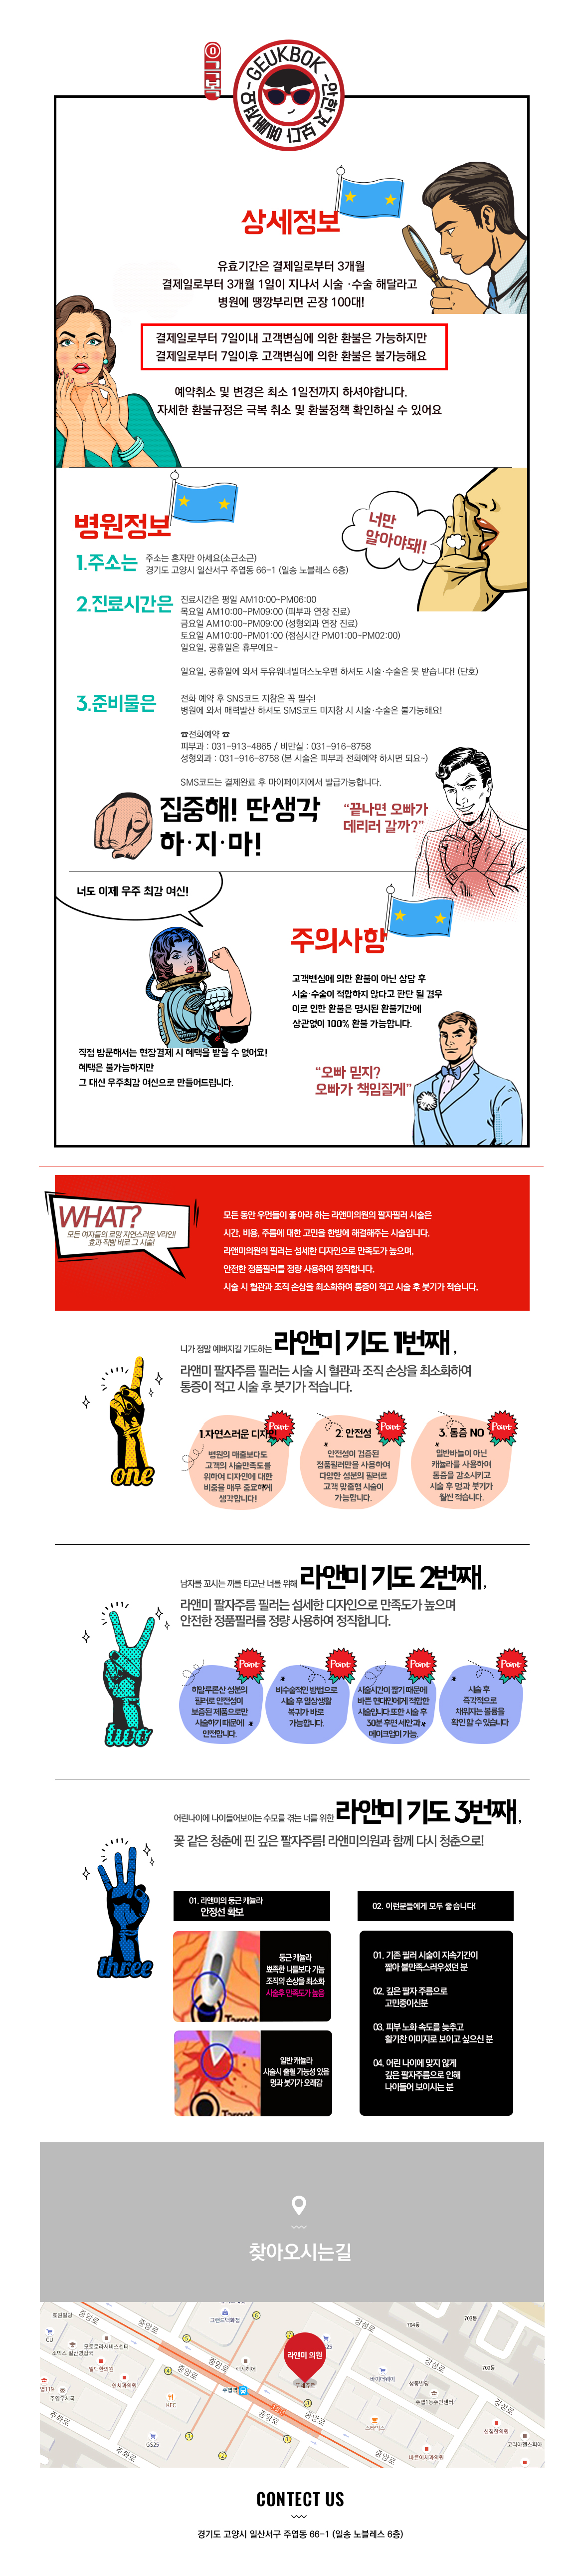 GEUKBOK
상세정보
유효기간은 결제일로부터 3개월
결제일로부터 3개월 1일이 지나서 시술 ·수술 해달라고
병원에 땡깡부리면 곤장 100대!
결제일로부터 7일이내 고객변심에 의한 환불은 가능하지만
결제일로부터 7일이후 고객변심에 의한 환불은 불가능해요
예약취소 및 변경은 최소 1일전까지 하셔야합니다.
자세한 환불규정은 극복 취소 및 환불정책 확인하실 수 있어요
병원정보
너만
알아야돼!
1.주소는
주소는 혼자만 아세요(소근소근)
경기도 고양시 일산서구 주엽동 66-1 (일송 노블레스 6층)
2.진료시간은
진료시간은 평일 AM10:00~PM06:00
목요일 AM10:00~PM09:00 (피부과 연장 진료)
금요일 AM10:00~PM09:00 (성형외과 연장 진료)
토요일 AM10:00~PM01:00 (점심시간 PM01:00~PM02:00)
일요일, 공휴일은 휴무예요~
일요일, 공휴일에 와서 두유워너빌더스노우맨 하셔도 시술·수술은 못 받습니다! (단호)
3.준비물은
전화 예약 후 SNS코드 지참은 꼭 필수!
병원에 와서 매력발산 하셔도 SMS코드 미지참 시 시술·수술은 불가능해요!
☎전화예약 ☎
피부과 : 031-913-4865 / 비만실 : 031-916-8758
성형외과 : 031-916-8758 (본 시술은 피부과 전화예약 하시면 되요~)
SMS코드는 결제완료 후 마이페이지에서 발급가능합니다.
집중해! 딴생각
하·지·마!
“끝나면 오빠가
데리러 갈까?”
너도 이제 우주 최강 여신!
주의사항
고객변심에 의한 환불이 아닌 상담 후
시술·수술이 적합하지 않다고 판단 될 경우
이로 인한 환불은 명시된 환불기간에
상관없이 100% 환불 가능합니다.
직접 방문해서는 현장결제 시 혜택을 받을 수 없어요!
혜택은 불가능하지만
그 대신 우주최강 여신으로 만들어드립니다.
“오빠 믿지?
오빠가 책임질게”
WHAT?
모든 여자들의 로망 자연스러운 V라인!
효과 직빵 바로 그 시술!
모든 동안 우먼들이 좋아라 하는 라앤미의원의 팔자필러 시술은
시간, 비용, 주름에 대한 고민을 한방에 해결해주는 시술입니다.
라앤미의원의 필러는 섬세한 디자인으로 만족도가 높으며,
안전한 정품필러를 정량 사용하여 정직합니다.
시술 시 혈관과 조직 손상을 최소화하여 통증이 적고 시술 후 붓기가 적습니다.
니가 정말 예뻐지길 기도하는 라앤미 기도 1번째 ,
라앤미 팔자주름 필러는 시술 시 혈관과 조직 손상을 최소화하여
통증이 적고 시술 후 붓기가 적습니다.
one
Point
1.자연스러운 디자인
병원의 매출보다도
고객의 시술만족도를
위하여 디자인에 대한
비중을 매우 중요하게
생각합니다!
Point
2. 안전성
안전성이 검증된
정품필러만을 사용하여
다양한 성분의 필러로
고객 맞춤형 시술이
가능합니다.
Point
3. 통증 NO
일반바늘이 아닌
캐뉼라를 사용하여
통증을 감소시키고
시술 후 멍과 붓기가
훨씬 적습니다.
남자를 꼬시는 끼를 타고난 너를 위해 라앤미 기도 2번째,
라앤미 팔자주름 필러는 섬세한 디자인으로 만족도가 높으며
안전한 정품필러를 정량 사용하여 정직합니다.
two
Point
히알루론산 성분의
필러로 안전성이
보증된 제품으로만
시술하기 때문에
안전합니다.
Point
비수술적인 방법으로
시술 후 일상생활
복귀가 바로
가능합니다.
Point
시술시간이 짧기 때문에
바쁜 현대인에게 적합한
시술입니다.또한 시술 후
30분 후면 세안과
메이크업이 가능
Point
시술 후
즉각적으로
채워지는 볼륨을
확인 할 수 있습니다
어린나이에 나이들어보이는 수모를 겪는 너를 위한 라앤미 기도 3번째,
꽃 같은 청춘에 핀 깊은 팔자주름! 라앤미의원과 함께 다시 청춘으로!
three
01. 라앤미의 둥근 캐뉼라
안정선 확보
둥근 캐뉼라
뾰족한 니들보다 가늘
조직의 손상을 최소화
시술후 만족도가 높음
Target
일반 캐뉼라
시술시 출혈 가능성 있음
멍과 붓기가 오래감
Target
02. 이런분들에게 모두 좋습니다!
01. 기존 필러 시술이 지속기간이
짧아 불만족스러우셨던 분
02. 깊은 팔자 주름으로
고민중이신분
03. 피부 노화 속도를 늦추고
활기찬 이미지로 보이고 싶으신 분
04. 어린 나이에 맞지 않게
깊은 팔자주름으로 인해
나이들어 보이시는 분
찾아오시는길
중앙로
그랜드백화점
강성로
CU
라앤미 의원
KFC
GS25
주화로
스타벅스
CONTECT US
경기도 고양시 일산서구 주엽동 66-1 (일송 노블레스 6층)